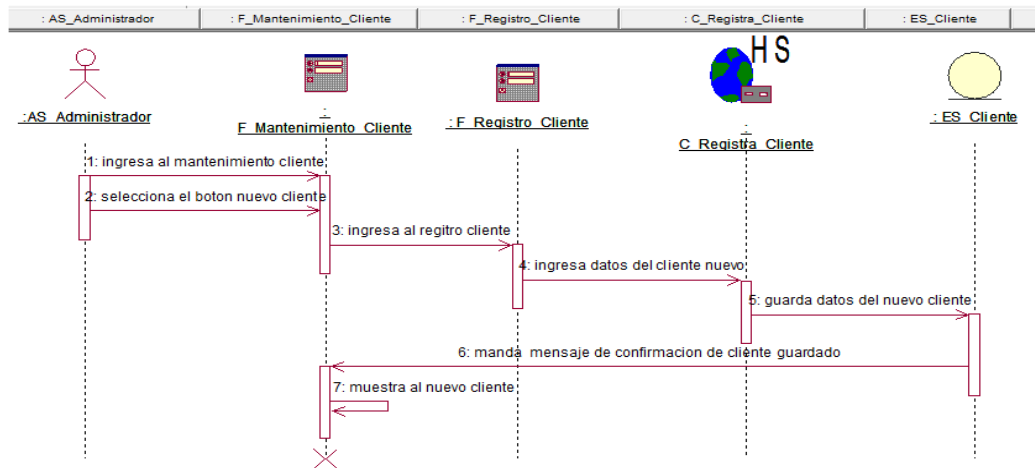 : AS_Administrador
: F_Mantenimiento_Cliente
: F_Registro_Cliente
: C_Registra_Cliente
: ES_Cliente
HS
:AS_Administrador
:
F_Mantenimiento_Cliente
: F_Registro_Cliente
:
C_Registra_Cliente
: ES_Cliente
1: ingresa al mantenimiento cliente
2: selecciona el boton nuevo cliente
3: ingresa al regitro cliente
4: ingresa datos del cliente nuevo
5: guarda datos del nuevo cliente
6: manda mensaje de confirmacion de cliente guardado
7: muestra al nuevo cliente